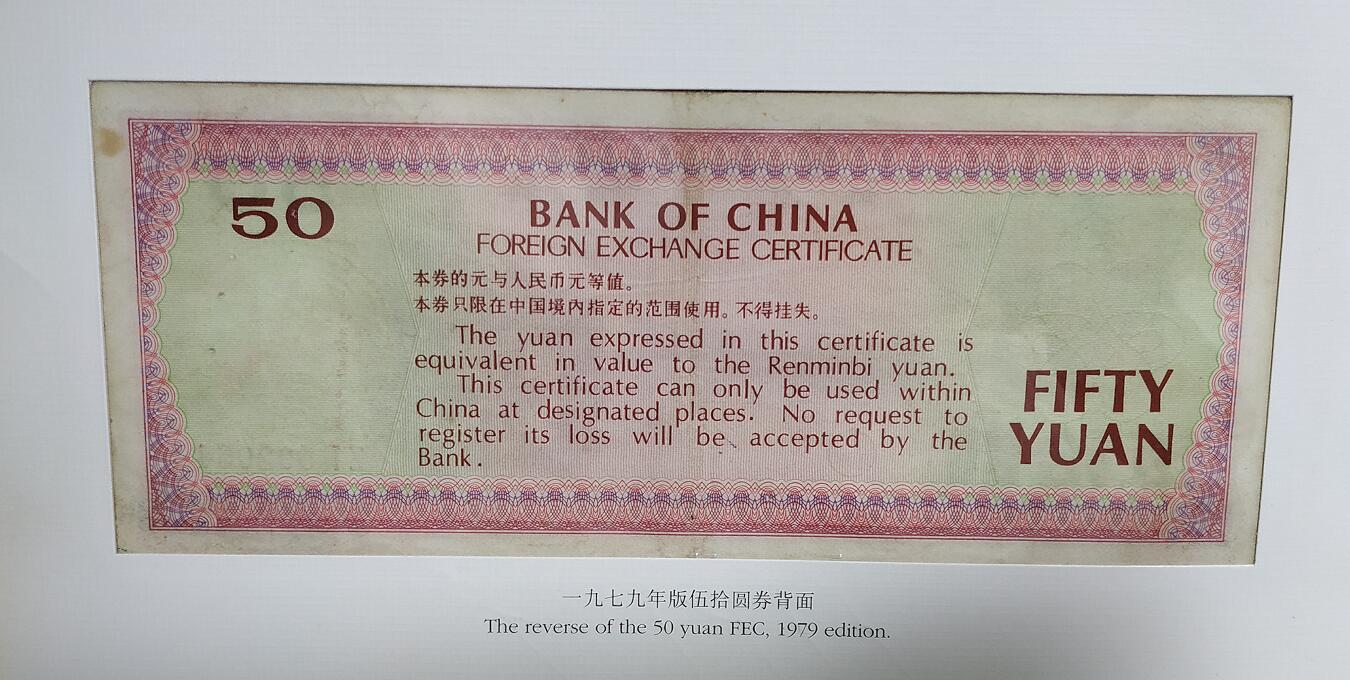 50
BANK OF CHINA
FOREIGN EXCHANGE CERTIFICATE
本券的元与人民币元等值。
本券只限在中国境内指定的范围使用。不得挂失。
The yuan expressed in this certificate is
equivalent in value to the Renminbi yuan.
This certificate can only be used within
China at designated places. No request to
register its loss will be accepted by the
Bank.
FIFTY
YUAN
一九七九年版伍拾圆券背面
The reverse of the 50 yuan FEC, 1979 edition.